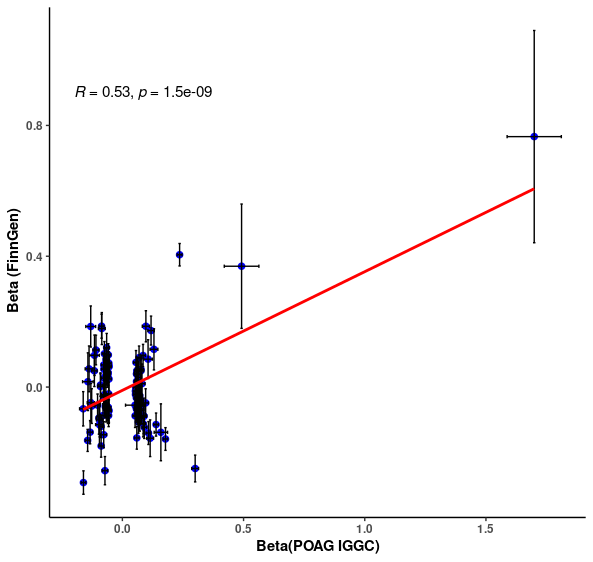 R = 0.53, p = 1.5e-09
0.8
0.4
0.0
Beta (FinnGen)
0.0 0.5 1.0 1.5
Beta(POAG IGGC)